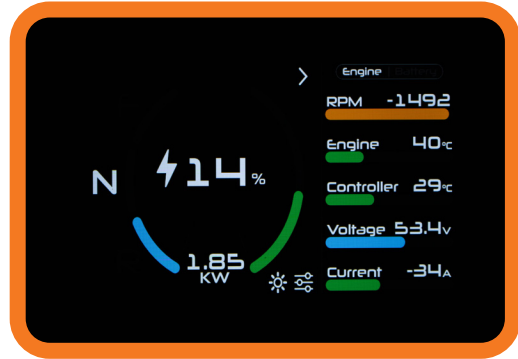 Engine
RPM -1492
N
14%
Engine 40°C
Controller 29°C
Voltage 53.4V
1.85
KW
Current -34A